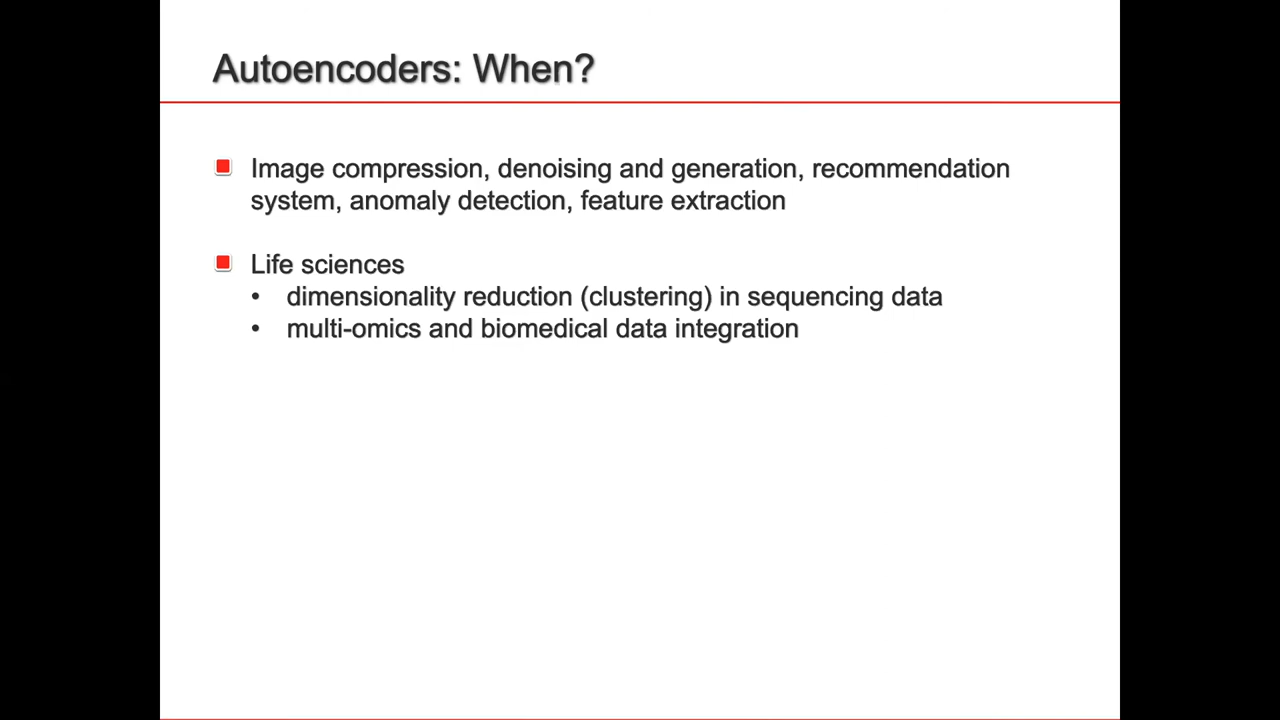 Autoencoders: When?
Image compression, denoising and generation, recommendation
system, anomaly detection, feature extraction
Life sciences
• dimensionality reduction (clustering) in sequencing data
• multi-omics and biomedical data integration